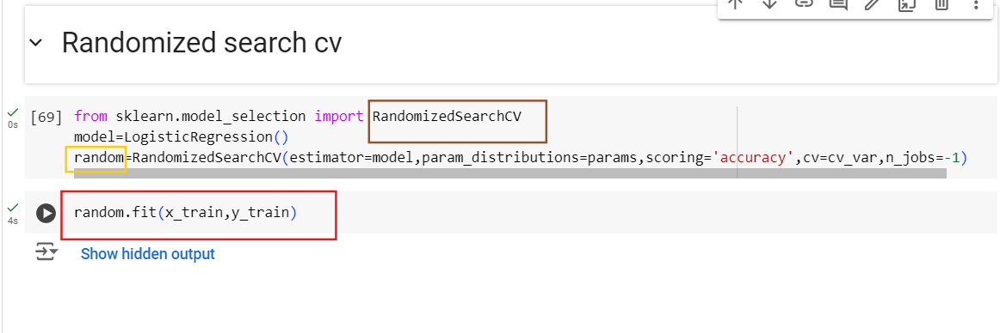 Randomized search cv
0s
[69]
from sklearn.model_selection import RandomizedSearchCV
model=LogisticRegression()
random=RandomizedSearchCV(estimator=model,param_distributions=params,scoring='accuracy',cv=cv_var,n_jobs=-1)
4s
random.fit(x_train,y_train)
Show hidden output